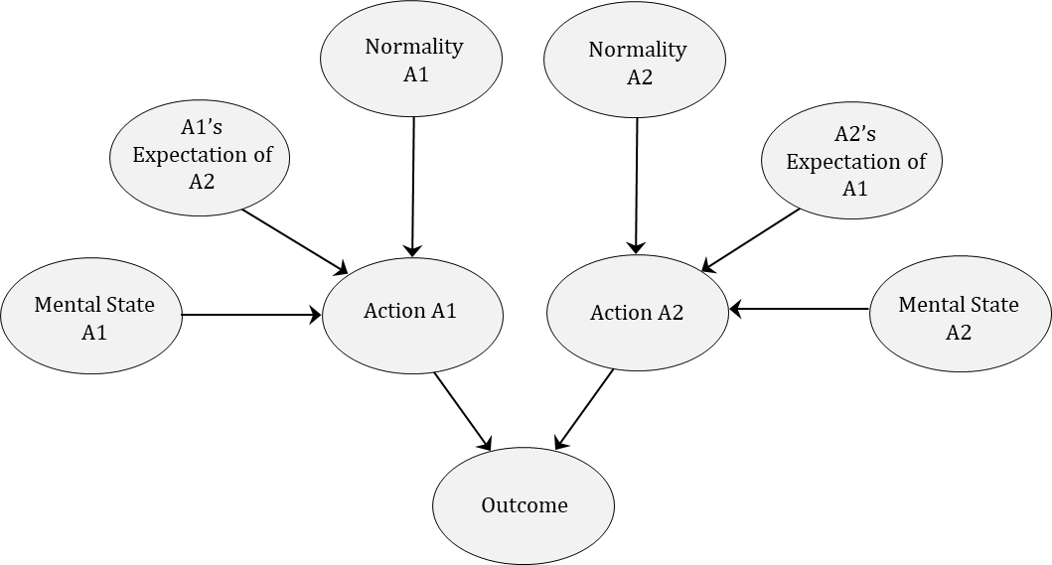 Normality
A1
Normality
A2
A1’s
Expectation of
A2
A2’s
Expectation of
A1
Mental State
A1
Action A1
Action A2
Mental State
A2
Outcome